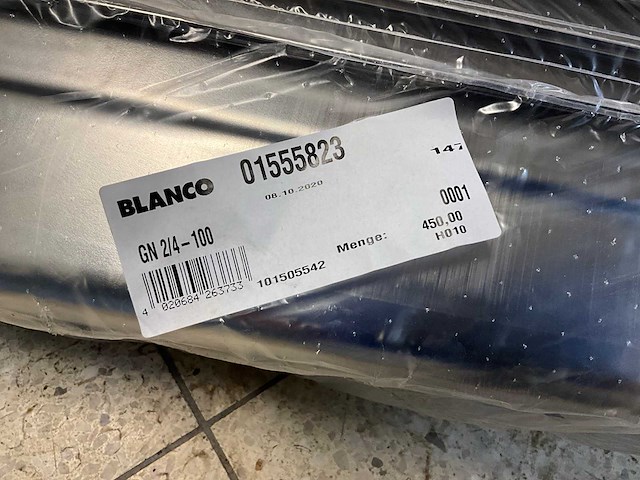 BLANCO 01555823 147
08.10.2020
0001
GN 2/4-100
Menge: 450,00
H010
101505542
4 020684 263733